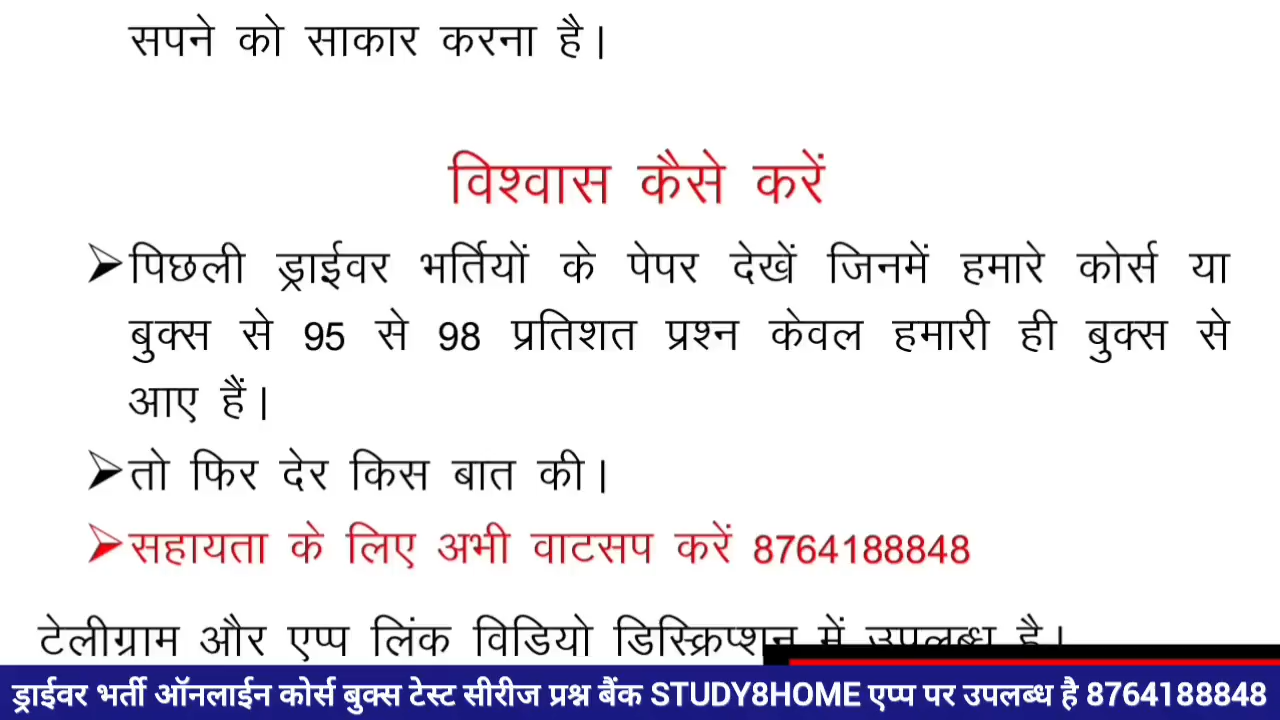 सपने को साकार करना है।
विश्वास कैसे करें
➢पिछली ड्राईवर भर्तियों के पेपर देखें जिनमें हमारे कोर्स या
बुक्स से 95 से 98 प्रतिशत प्रश्न केवल हमारी ही बुक्स से
आए हैं।
➢तो फिर देर किस बात की।
➢सहायता के लिए अभी वाटसप करें 8764188848
टेलीग्राम और एप्प लिंक विडियो डिस्क्रिप्शन में उपलब्ध है।
ड्राईवर भर्ती ऑनलाईन कोर्स बुक्स टेस्ट सीरीज प्रश्न बैंक STUDY8HOME एप्प पर उपलब्ध है 8764188848